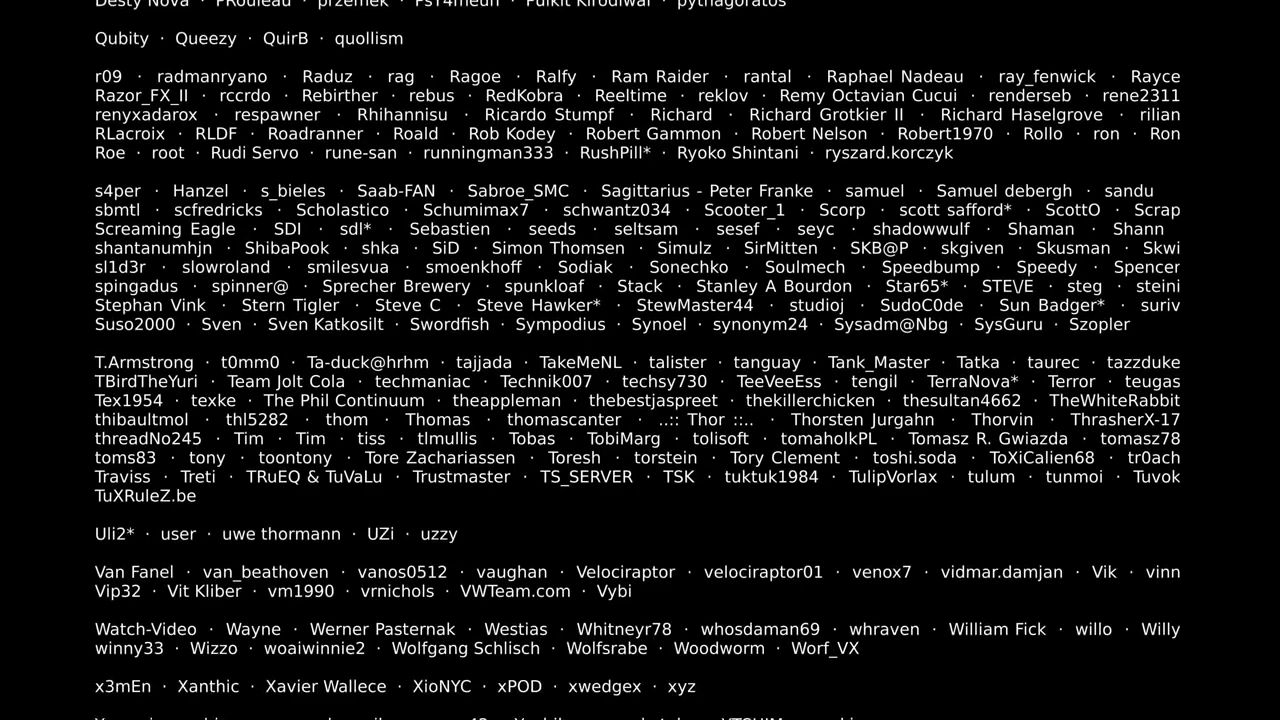 Desty Nova · PRouleau · przemek · PsT4meun · Pulkit Kirodiwal · pythagoratos
Qubity · Queezy · QuirB · quollism
r09 · radmanryano · Raduz · rag · Ragoe · Ralfy · Ram Raider · rantal · Raphael Nadeau · ray_fenwick · Rayce
Razor_FX_II · rccrdo · Rebirther · rebus · RedKobra · Reeltime · reklov · Remy Octavian Cucui · renderseb · rene2311
renyxadarox · respawner · Rhihannisu · Ricardo Stumpf · Richard · Richard Grotkier II · Richard Haselgrove · rilian
RLacroix · RLDF · Roadranner · Roald · Rob Kodey · Robert Gammon · Robert Nelson · Robert1970 · Rollo · ron · Ron
Roe · root · Rudi Servo · rune-san · runningman333 · RushPill* · Ryoko Shintani · ryszard.korczyk
s4per · Hanzel · s_bieles · Saab-FAN · Sabroe_SMC · Sagittarius - Peter Franke · samuel · Samuel debergh · sandu
sbmtl · scfredricks · Scholastico · Schumimax7 · schwantz034 · Scooter_1 · Scorp · scott safford* · ScottO · Scrap
Screaming Eagle · SDI · sdl* · Sebastien · seeds · seltsam · sesef · seyc · shadowwulf · Shaman · Shann
shantanumhjn · ShibaPook · shka · SiD · Simon Thomsen · Simulz · SirMitten · SKB@P · skgiven · Skusman · Skwi
sl1d3r · slowroland · smilesvua · smoenkhoff · Sodiak · Sonechko · Soulmech · Speedbump · Speedy · Spencer
spingadus · spinner@ · Sprecher Brewery · spunkloaf · Stack · Stanley A Bourdon · Star65* · STE\/E · steg · steini
Stephan Vink · Stern Tigler · Steve C · Steve Hawker* · StewMaster44 · studioj · SudoC0de · Sun Badger* · suriv
Suso2000 · Sven · Sven Katkosilt · Swordfish · Sympodius · Synoel · synonym24 · Sysadm@Nbg · SysGuru · Szopler
T.Armstrong · t0mm0 · Ta-duck@hrhm · tajjada · TakeMeNL · talister · tanguay · Tank_Master · Tatka · taurec · tazzduke
TBirdTheYuri · Team Jolt Cola · techmaniac · Technik007 · techsy730 · TeeVeeEss · tengil · TerraNova* · Terror · teugas
Tex1954 · texke · The Phil Continuum · theappleman · thebestjaspreet · thekillerchicken · thesultan4662 · TheWhiteRabbit
thibaultmol · thl5282 · thom · Thomas · thomascanter · ..:: Thor ::.. · Thorsten Jurgahn · Thorvin · ThrasherX-17
threadNo245 · Tim · Tim · tiss · tlmullis · Tobas · TobiMarg · tolisoft · tomaholkPL · Tomasz R. Gwiazda · tomasz78
toms83 · tony · toontony · Tore Zachariassen · Toresh · torstein · Tory Clement · toshi.soda · ToXiCalien68 · tr0ach
Traviss · Treti · TRuEQ & TuVaLu · Trustmaster · TS_SERVER · TSK · tuktuk1984 · TulipVorlax · tulum · tunmoi · Tuvok
TuXRuleZ.be
Uli2* · user · uwe thormann · UZi · uzzy
Van Fanel · van_beathoven · vanos0512 · vaughan · Velociraptor · velociraptor01 · venox7 · vidmar.damjan · Vik · vinn
Vip32 · Vit Kliber · vm1990 · vrnichols · VWTeam.com · Vybi
Watch-Video · Wayne · Werner Pasternak · Westias · Whitneyr78 · whosdaman69 · whraven · William Fick · willo · Willy
winny33 · Wizzo · woaiwinnie2 · Wolfgang Schlisch · Wolfsrabe · Woodworm · Worf_VX
x3mEn · Xanthic · Xavier Wallece · XioNYC · xPOD · xwedgex · xyz